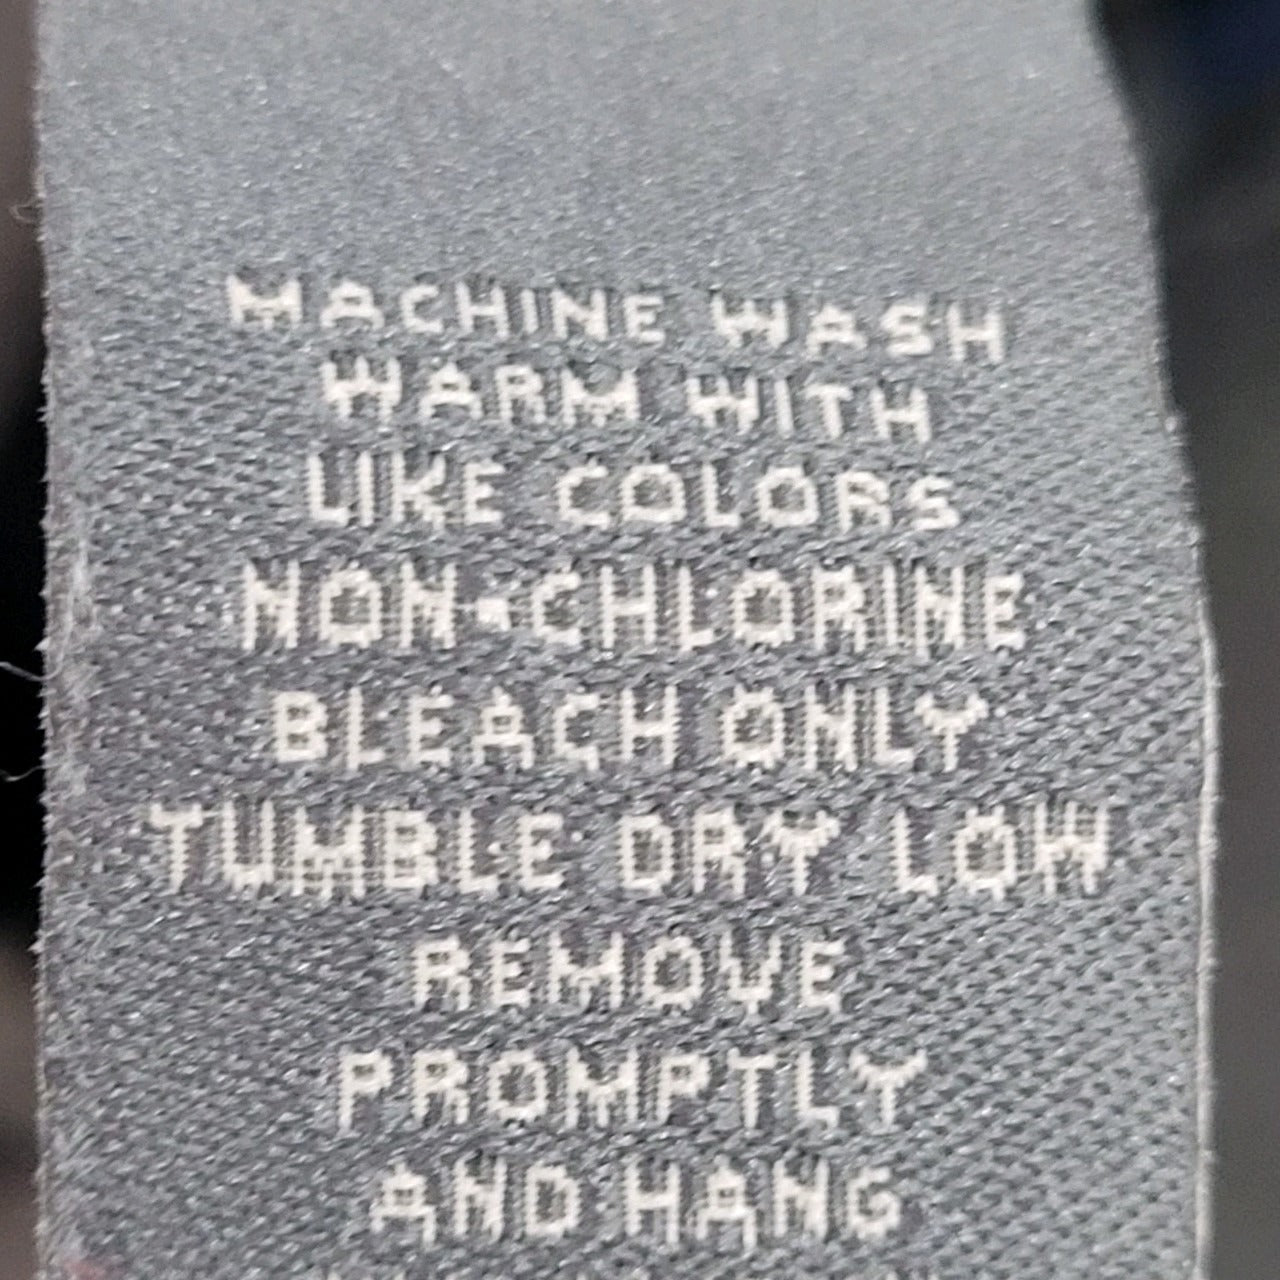 MACHINE WASH
WARM WITH
LIKE COLORS
NON-CHLORINE
BLEACH ONLY
TUMBLE DRY LOW
REMOVE
PROMPTLY
AND HANG